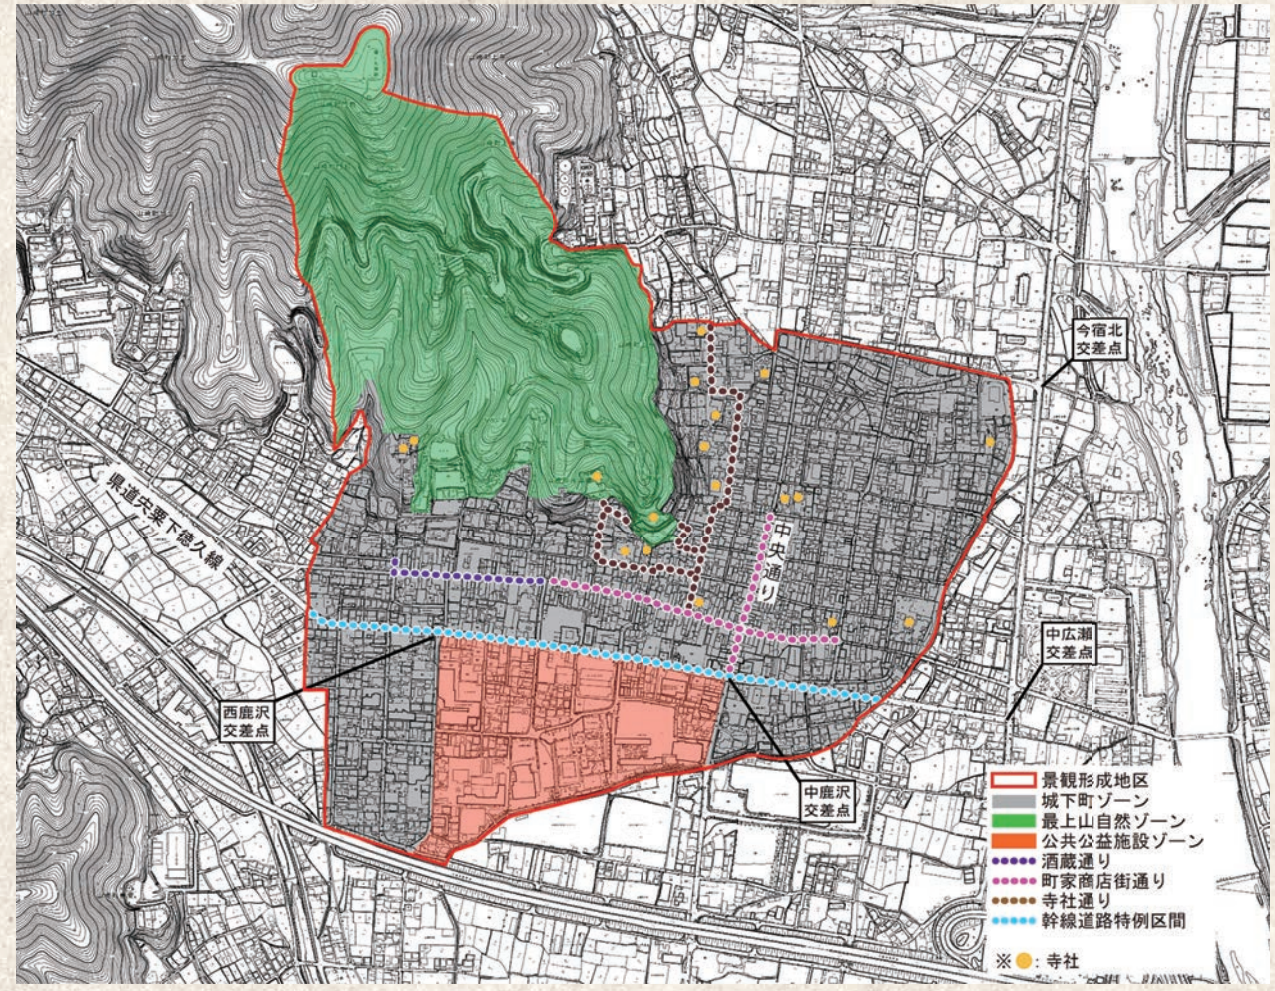 今宿北
交差点
県道宍粟下徳久線
中央通り
中広瀬
交差点
西鹿沢
交差点
中鹿沢
交差点
景観形成地区
城下町ゾーン
最上山自然ゾーン
公共公益施設ゾーン
酒蔵通り
町家商店街通り
寺社通り
幹線道路特例区間
※ : 寺社